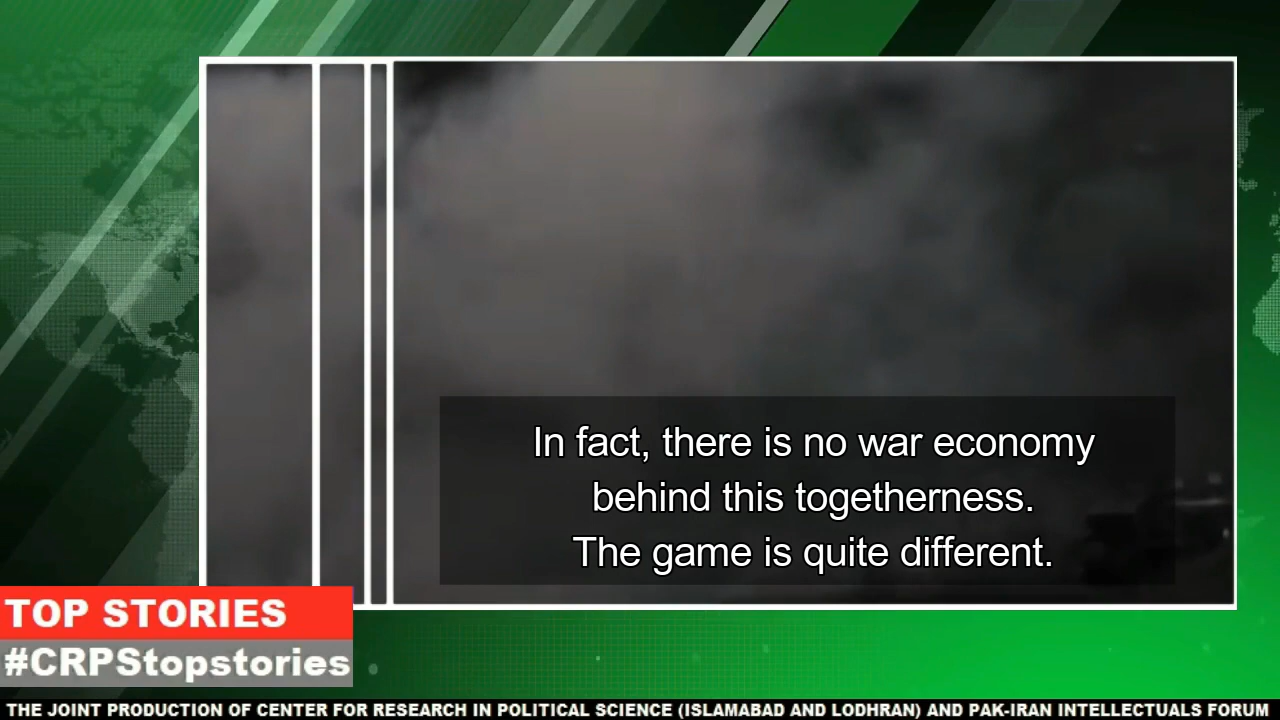 In fact, there is no war economy
behind this togetherness.
The game is quite different.
TOP STORIES
#CRPStopstories
THE JOINT PRODUCTION OF CENTER FOR RESEARCH IN POLITICAL SCIENCE (ISLAMABAD AND LODHRAN) AND PAK-IRAN INTELLECTUALS FORUM